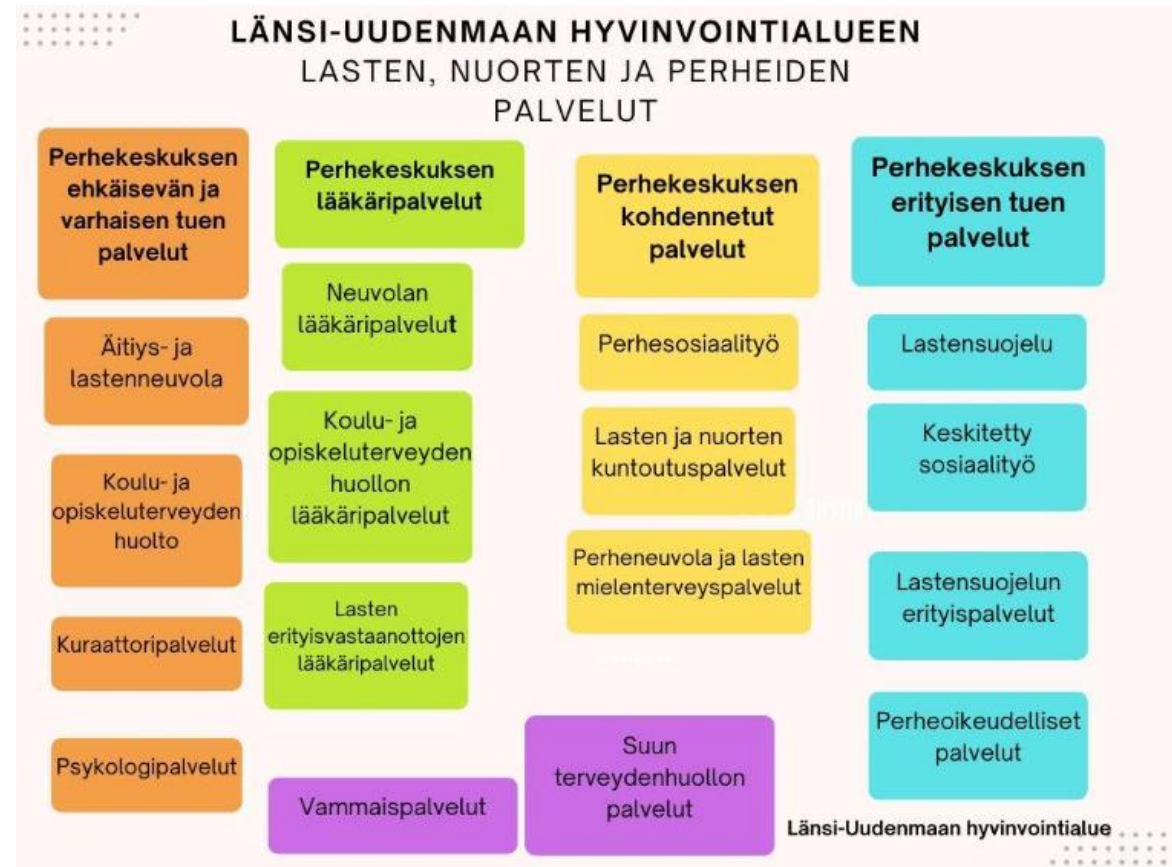 LÄNSI-UUDENMAAN HYVINVOINTIALUEEN
LASTEN, NUORTEN JA PERHEIDEN
PALVELUT
Perhekeskuksen
ehkäisevän ja
varhaisen tuen
palvelut
Äitiys- ja
lastenneuvola
Koulu- ja
opiskeluterveyden
huolto
Kuraattoripalvelut
Psykologipalvelut
Perhekeskuksen
lääkäripalvelut
Neuvolan
lääkäripalvelut
Koulu- ja
opiskeluterveyden
huollon
lääkäripalvelut
Lasten
erityisvastaanottojen
lääkäripalvelut
Vammaispalvelut
Perhekeskuksen
kohdennetut
palvelut
Perhesosiaalityö
Lasten ja nuorten
kuntoutuspalvelut
Perheneuvola ja lasten
mielenterveyspalvelut
Suun
terveydenhuollon
palvelut
Perhekeskuksen
erityisen tuen
palvelut
Lastensuojelu
Keskitetty
sosiaalityö
Lastensuojelun
erityispalvelut
Perheoikeudelliset
palvelut
Länsi-Uudenmaan hyvinvointialue